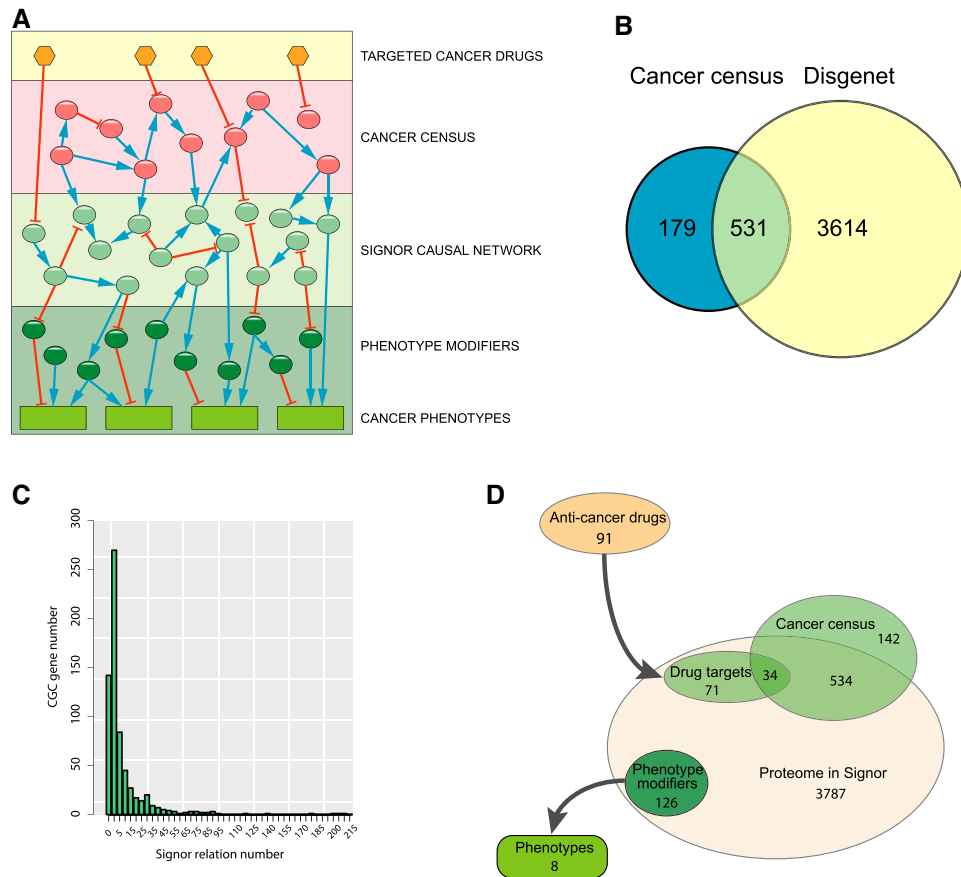 A
TARGETED CANCER DRUGS
CANCER CENSUS
SIGNOR CAUSAL NETWORK
PHENOTYPE MODIFIERS
CANCER PHENOTYPES
B
Cancer census
Disgenet
179
531
3614
C
CGC gene number
300
250
200
150
100
50
0
0 5 15 25 35 45 55 65 75 85 95 110 125 140 155 170 185 200 215
Signor relation number
D
Anti-cancer drugs
91
Cancer census
142
Drug targets
71
34
534
Phenotype
modifiers
126
Proteome in Signor
3787
Phenotypes
8